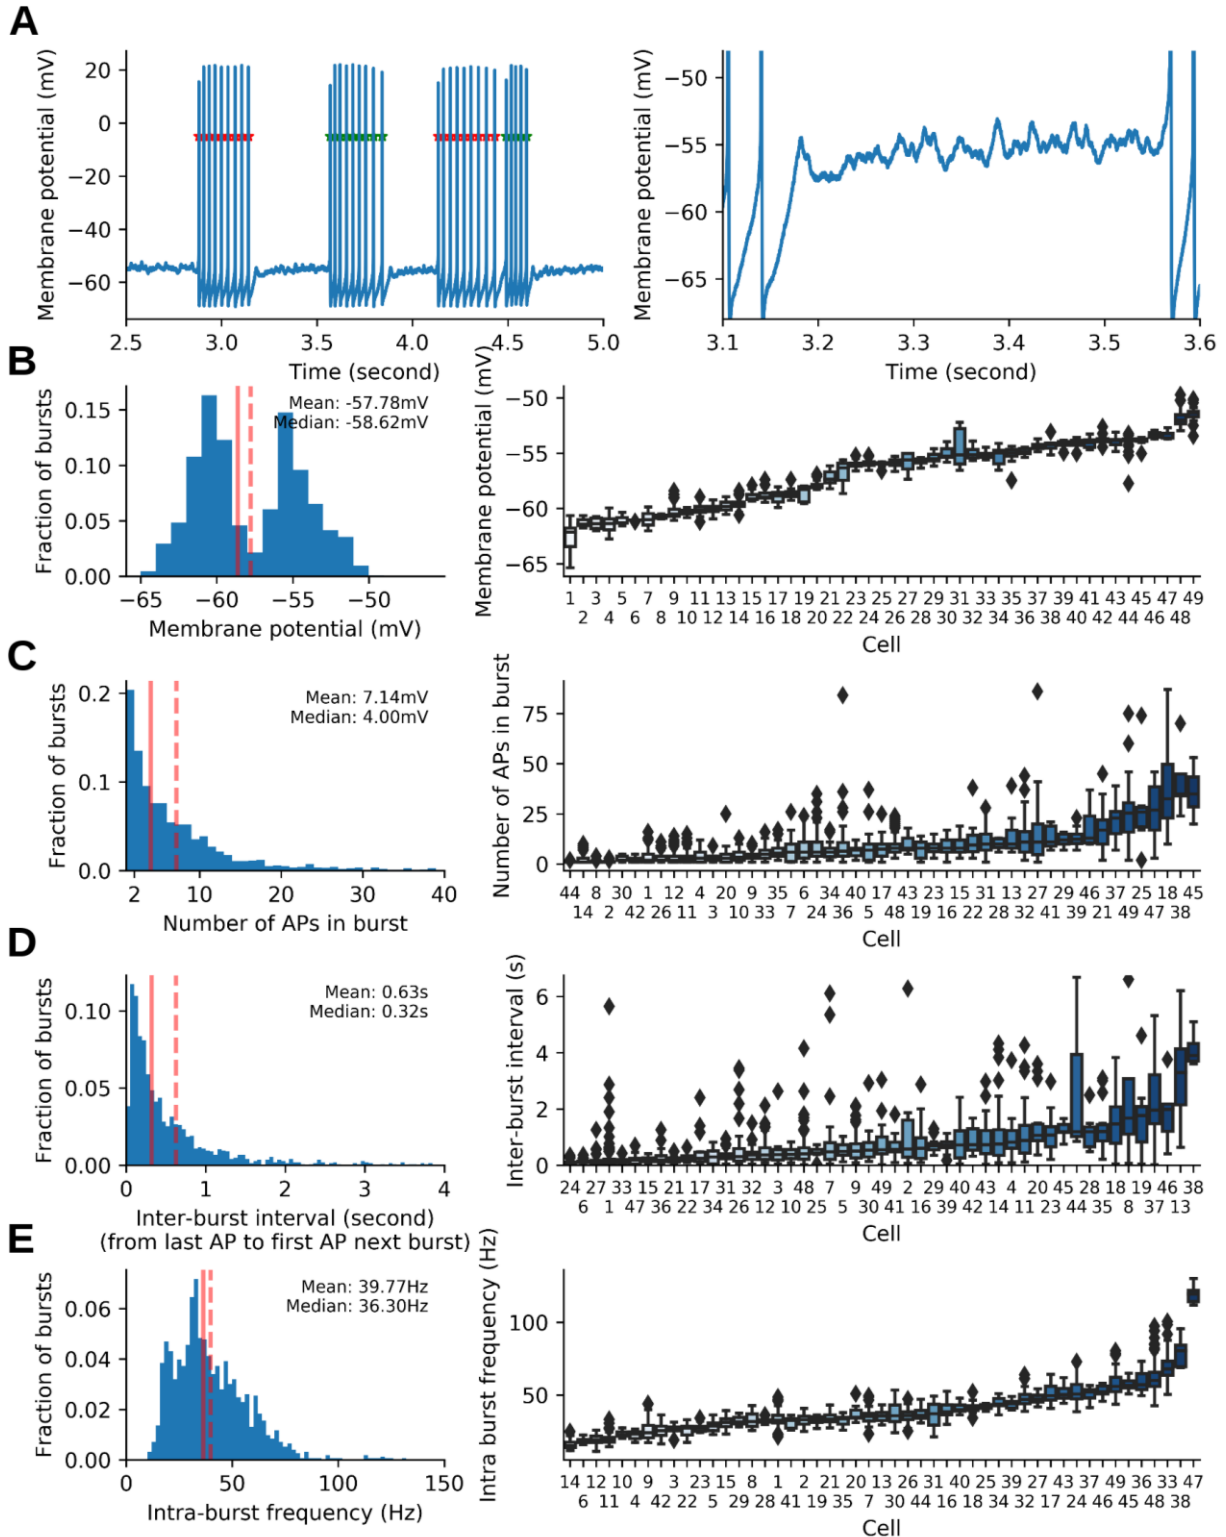 A
Membrane potential (mV)
20
0
−20
−40
−60
2.5 3.0 3.5 4.0 4.5 5.0
Time (second)
Membrane potential (mV)
−50
−55
−60
−65
3.1 3.2 3.3 3.4 3.5 3.6
Time (second)
B
Fraction of bursts
0.15
0.10
0.05
0.00
Mean: -57.78mV
Median: -58.62mV
−65 −60 −55 −50
Membrane potential (mV)
Membrane potential (mV)
−50
−55
−60
−65
1 3 5 7 9 11 13 15 17 19 21 23 25 27 29 31 33 35 37 39 41 43 45 47 49
2 4 6 8 10 12 14 16 18 20 22 24 26 28 30 32 34 36 38 40 42 44 46 48
Cell
C
Fraction of bursts
0.2
0.1
0.0
Mean: 7.14mV
Median: 4.00mV
2 10 20 30 40
Number of APs in burst
Number of APs in burst
75
50
25
0
44 8 30 1 12 4 20 9 35 6 34 40 17 43 23 15 31 13 27 29 46 37 25 18 45
14 2 42 26 11 3 10 33 7 24 36 5 48 19 16 22 28 32 41 39 21 49 47 38
Cell
D
Fraction of bursts
0.10
0.05
0.00
Mean: 0.63s
Median: 0.32s
0 1 2 3 4
Inter-burst interval (second)
(from last AP to first AP next burst)
Inter-burst interval (s)
6
4
2
0
24 27 33 15 21 17 31 32 3 48 7 9 49 2 29 40 43 14 11 23 45 28 18 19 46 38
6 1 47 36 22 34 26 12 10 25 5 30 41 16 39 42 4 20 44 35 8 37 13
Cell
E
Fraction of bursts
0.06
0.04
0.02
0.00
Mean: 39.77Hz
Median: 36.30Hz
0 50 100 150
Intra-burst frequency (Hz)
Intra burst frequency (Hz)
100
50
14 12 10 9 3 23 15 8 1 2 20 13 26 31 40 25 39 27 43 37 49 36 33 47
6 11 4 42 22 5 29 28 41 19 35 7 30 44 16 18 34 32 17 24 46 45 48 38
Cell